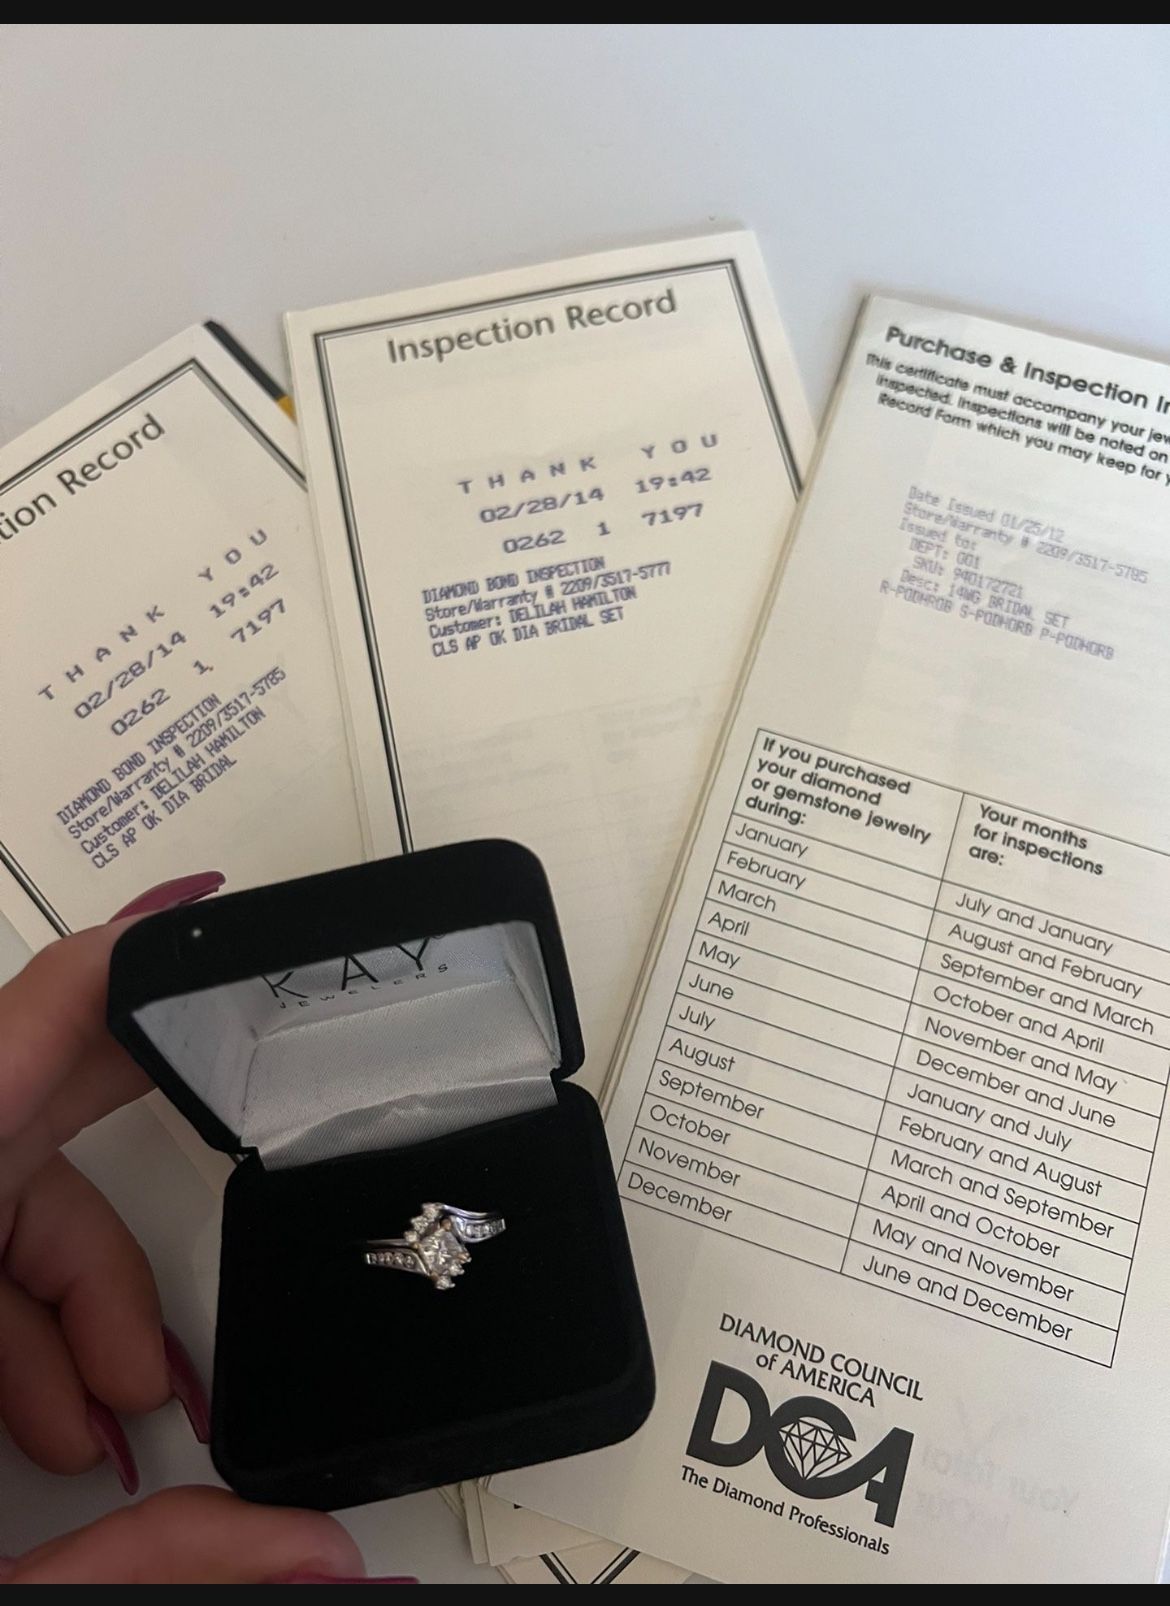 tion Record
THANK YOU
02/28/14 19:42
0262 1 7197
DIAMOND BOND INSPECTION
Store/Warranty # 2209/3517-5785
Customer: DELILAH HAMILTON
CLS AP OK DIA BRIDAL
Inspection Record
THANK YOU
02/28/14 19:42
0262 1 7197
DIAMOND BOND INSPECTION
Store/Warranty # 2209/3517-5777
Customer: DELILAH HAMILTON
CLS AP OK DIA BRIDAL SET
Purchase & Inspection In
This certificate must accompany your jew
inspected. Inspections will be noted on
Record Form which you may keep for y
Date Issued 01/25/12
Store/Warranty # 2209/3517-5785
Issued to:
DEPT: 001
SKU: 940172721
Desc: 14WG BRIDAL SET
If you purchased
your diamond
or gemstone jewelry
during:
Your months
for inspections
are:
January July and January
February August and February
March September and March
April October and April
May November and May
June December and June
July January and July
August February and August
September March and September
October April and October
November May and November
December June and December
DIAMOND COUNCIL
of AMERICA
DCA
The Diamond Professionals
KAY
JEWELERS